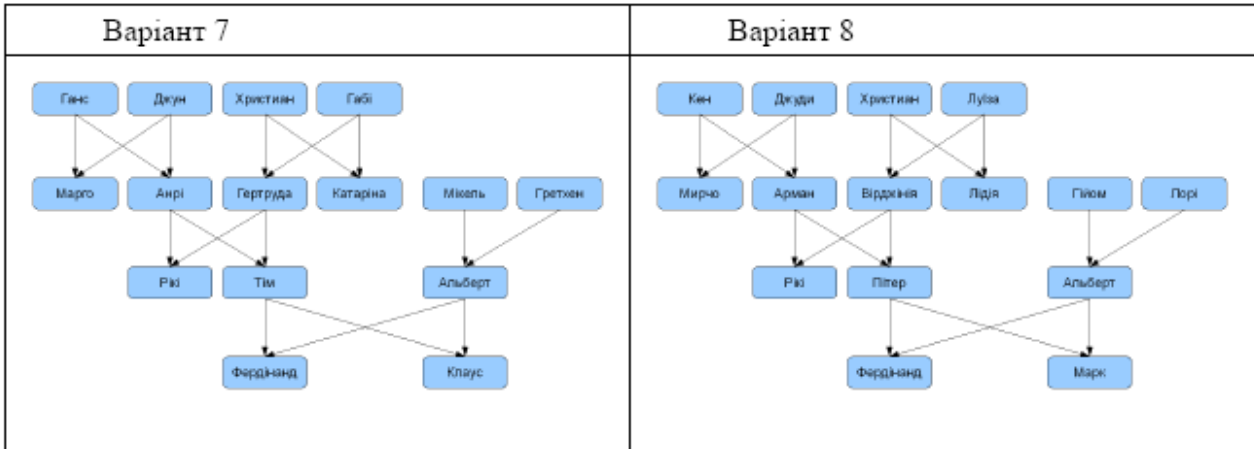 Варіант 7
Ганс Джун Христиан Габі
Марго Анрі Гертруда Катаріна Мікель Гретхен
Рікі Тім Альберт
Фердінанд Клаус
Варіант 8
Кен Джуди Христиан Луїза
Мирчо Арман Вірджінія Лідія Гійом Лорі
Рікі Пітер Альберт
Фердінанд Марк